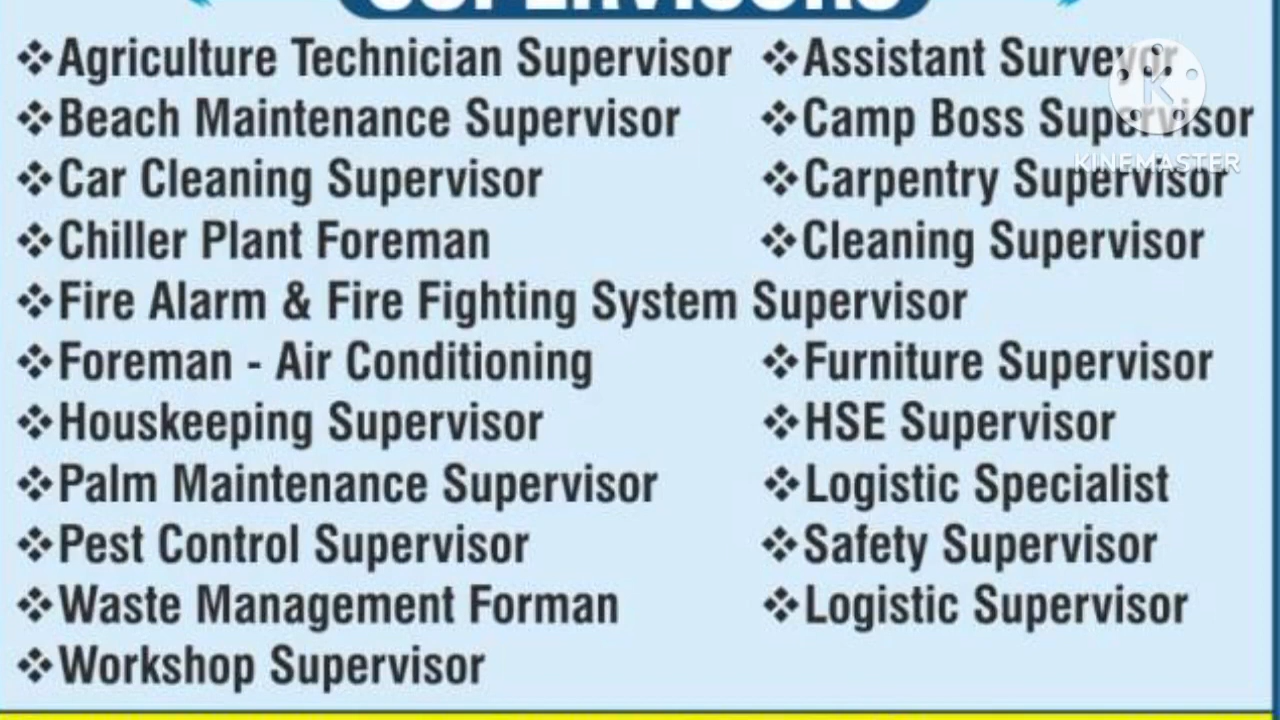 SUPERVISORS
❖Agriculture Technician Supervisor ❖Assistant Surveyor
❖Beach Maintenance Supervisor ❖Camp Boss Supervisor
❖Car Cleaning Supervisor ❖Carpentry Supervisor
❖Chiller Plant Foreman ❖Cleaning Supervisor
❖Fire Alarm & Fire Fighting System Supervisor
❖Foreman - Air Conditioning ❖Furniture Supervisor
❖Houskeeping Supervisor ❖HSE Supervisor
❖Palm Maintenance Supervisor ❖Logistic Specialist
❖Pest Control Supervisor ❖Safety Supervisor
❖Waste Management Forman ❖Logistic Supervisor
❖Workshop Supervisor
K
KINEMASTER